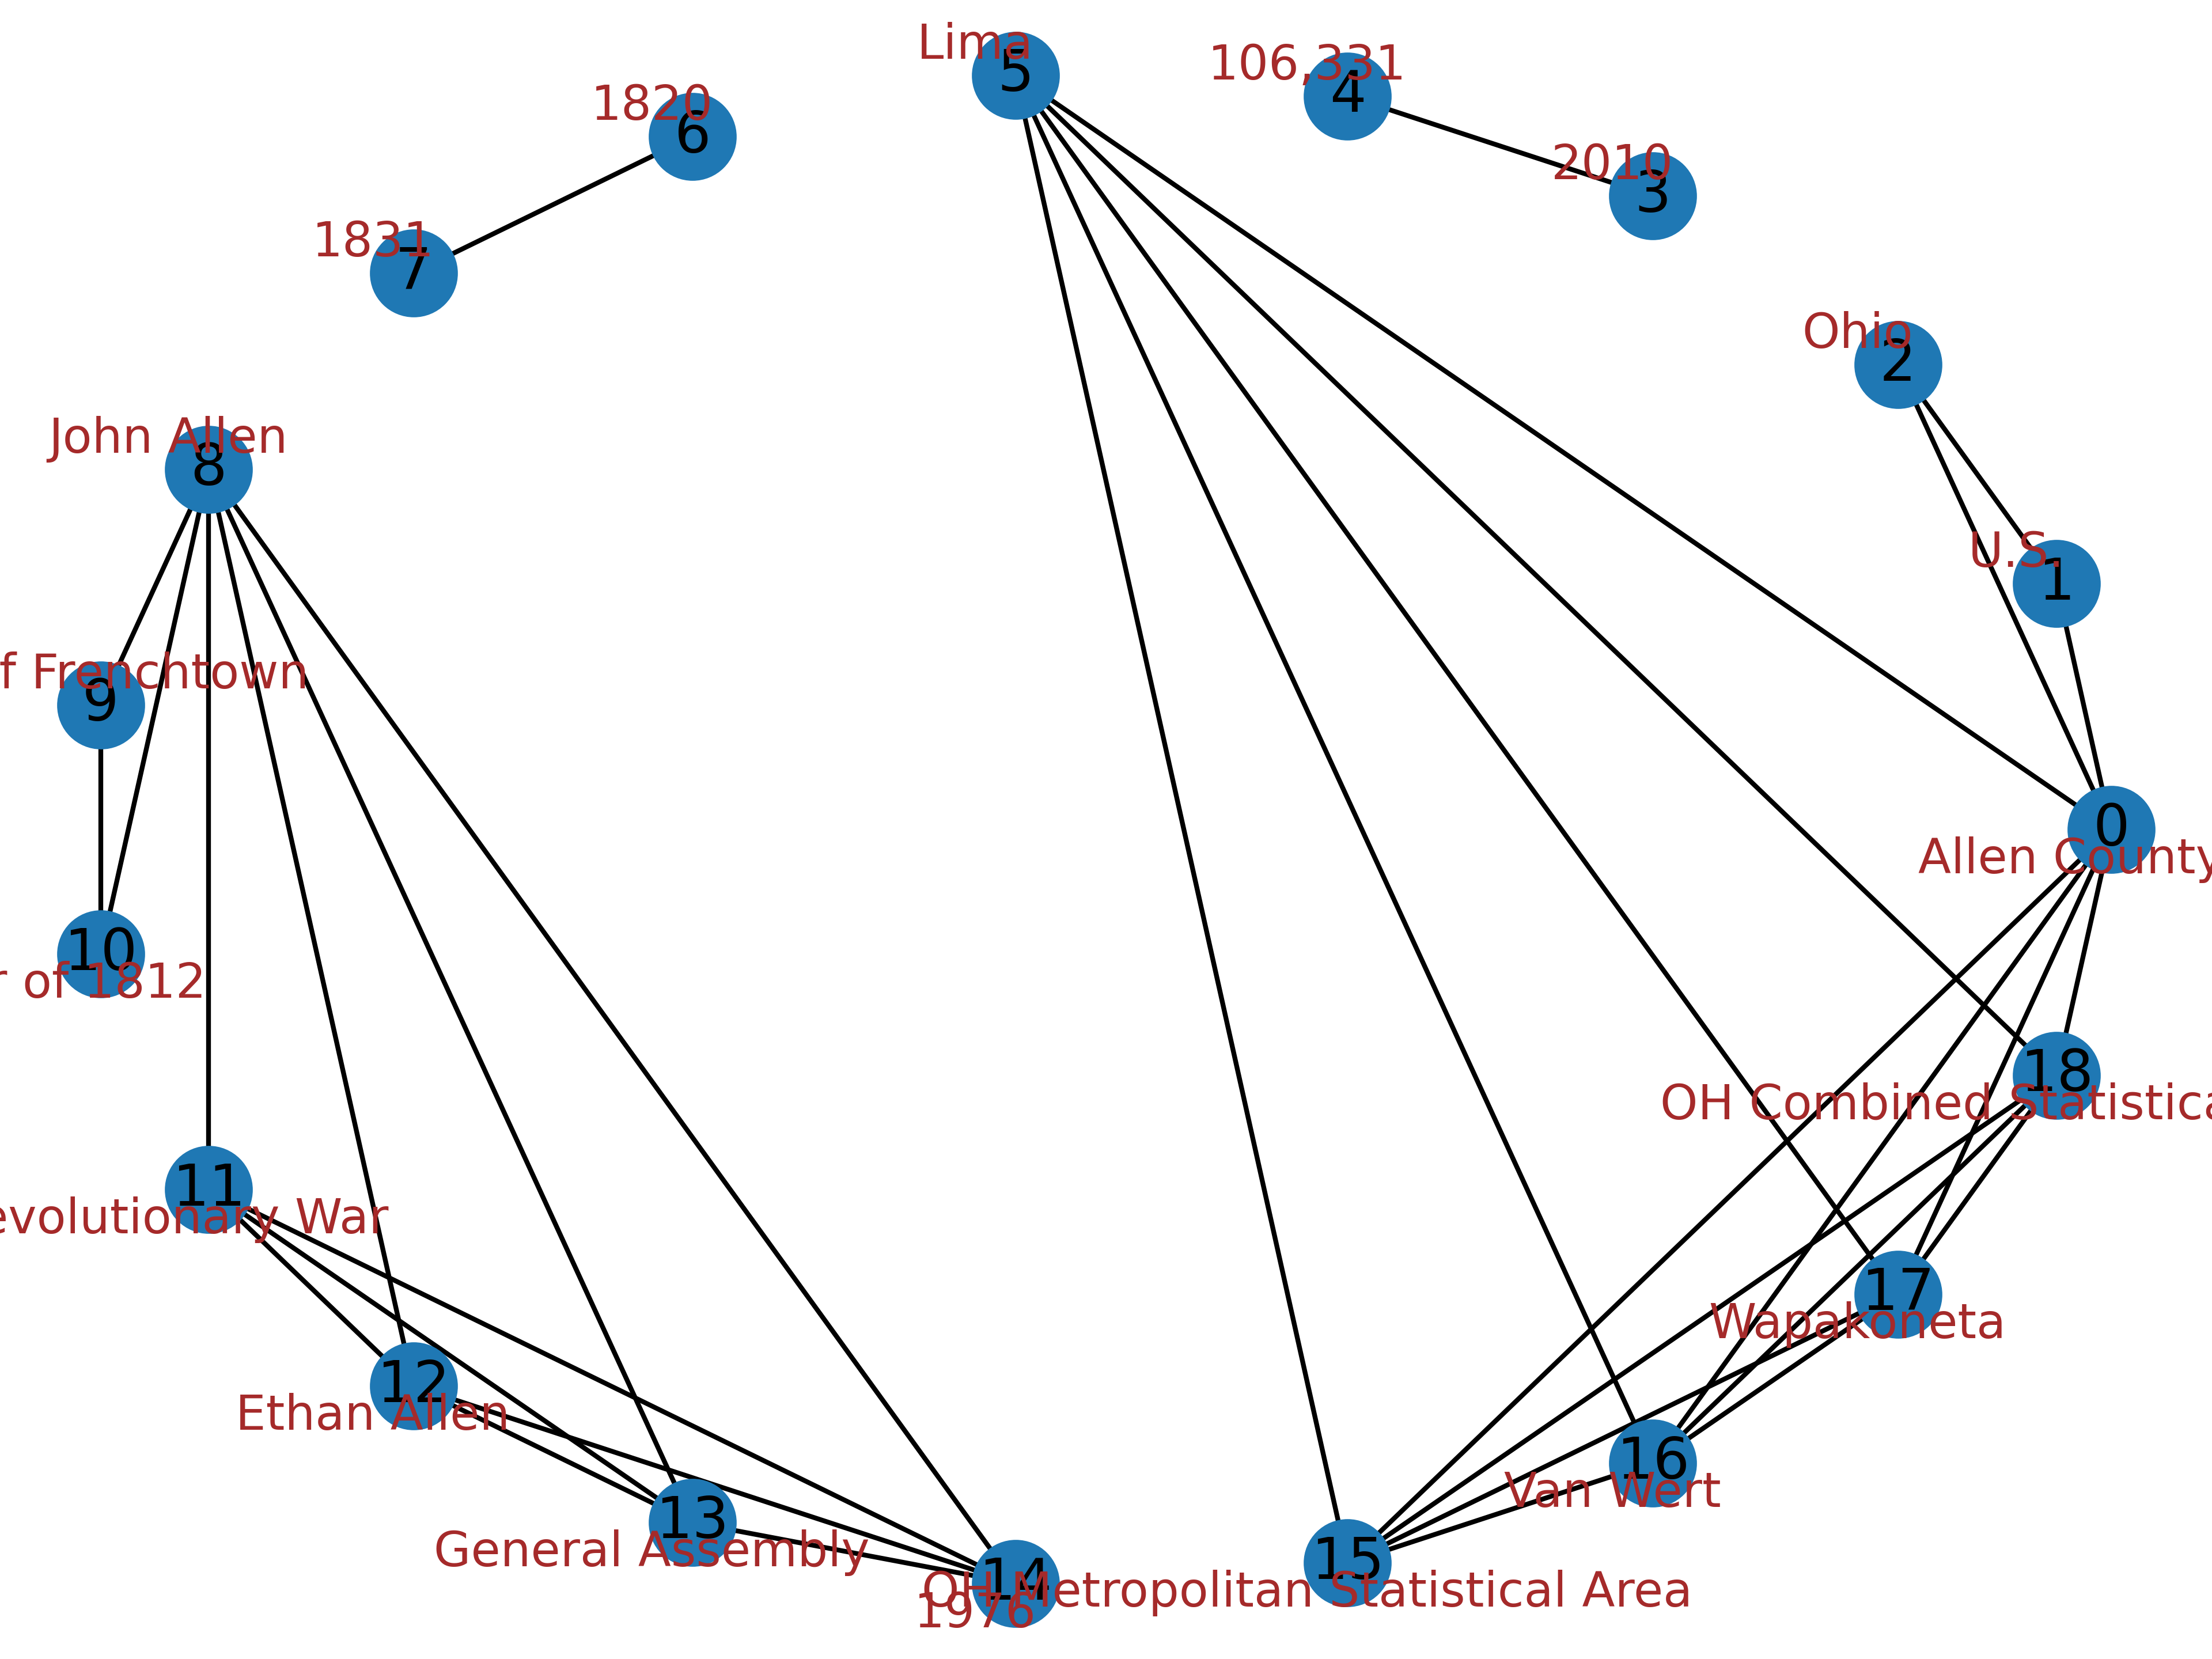 Lima
5
106,331
4
1820
6
2010
3
1831
7
Ohio
2
John Allen
8
U.S.
1
f Frenchtown
9
0
Allen County
10
r of 1812
18
OH Combined Statistica
11
evolutionary War
17
Wapakoneta
12
Ethan Allen
16
Van Wert
13
General Assembly
15
OH Metropolitan Statistical Area
14
1976